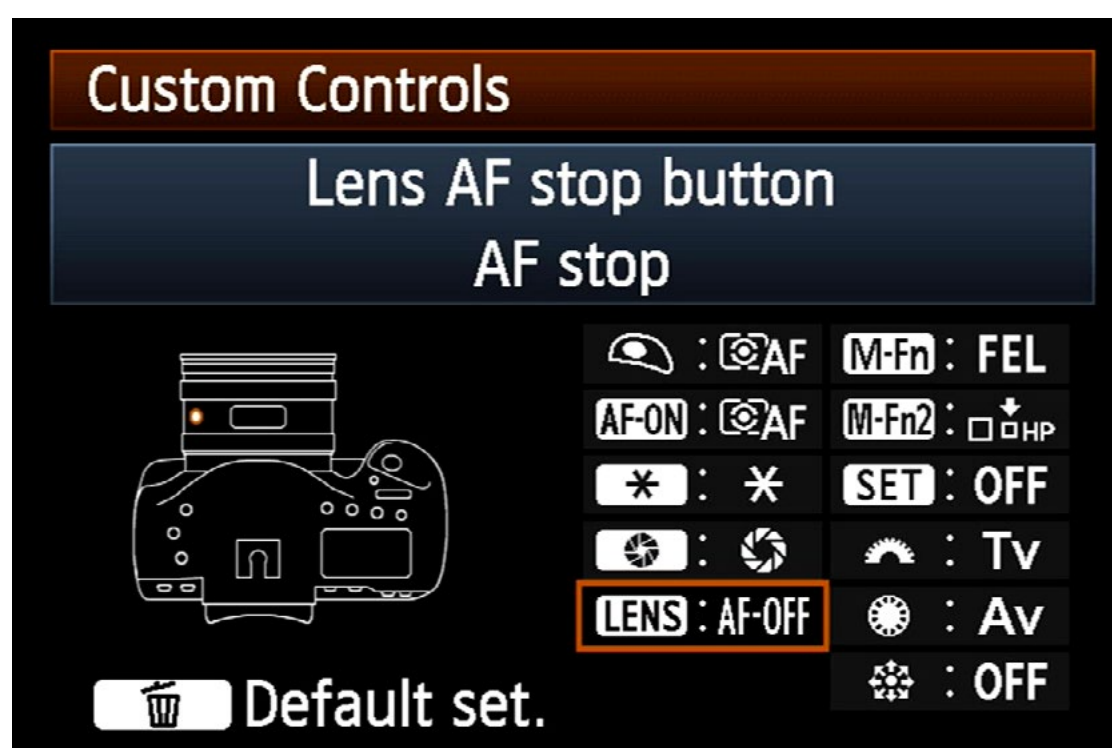 Custom Controls
Lens AF stop button
AF stop
: AF
M-Fn : FEL
AF-ON : AF
M-Fn2 : HP
* : *
SET : OFF
:
: Tv
LENS : AF-OFF
: Av
: OFF
Default set.